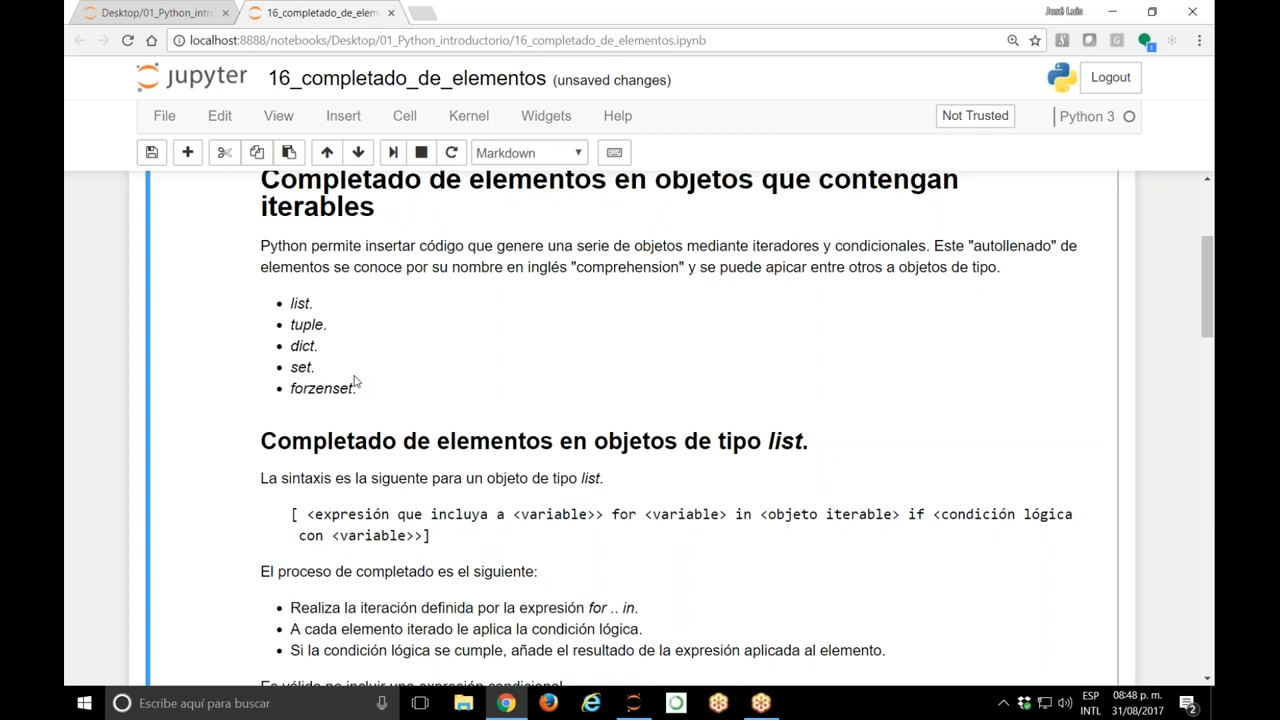 Desktop/01_Python_intro
16_completado_de_elem
José Luis
localhost:8888/notebooks/Desktop/01_Python_introductorio/16_completado_de_elementos.ipynb
jupyter 16_completado_de_elementos (unsaved changes)
Logout
File Edit View Insert Cell Kernel Widgets Help
Not Trusted
Python 3
Markdown
Completado de elementos en objetos que contengan
iterables
Python permite insertar código que genere una serie de objetos mediante iteradores y condicionales. Este "autollenado" de
elementos se conoce por su nombre en inglés "comprehension" y se puede apicar entre otros a objetos de tipo.
• list.
• tuple.
• dict.
• set.
• forzenset.
Completado de elementos en objetos de tipo list.
La sintaxis es la siguente para un objeto de tipo list.
[ <expresión que incluya a <variable>> for <variable> in <objeto iterable> if <condición lógica
con <variable>>]
El proceso de completado es el siguiente:
• Realiza la iteración definida por la expresión for .. in.
• A cada elemento iterado le aplica la condición lógica.
• Si la condición lógica se cumple, añade el resultado de la expresión aplicada al elemento.
Es válido no incluir una expresión condicional
Escribe aquí para buscar
ESP
INTL
08:48 p. m.
31/08/2017
2